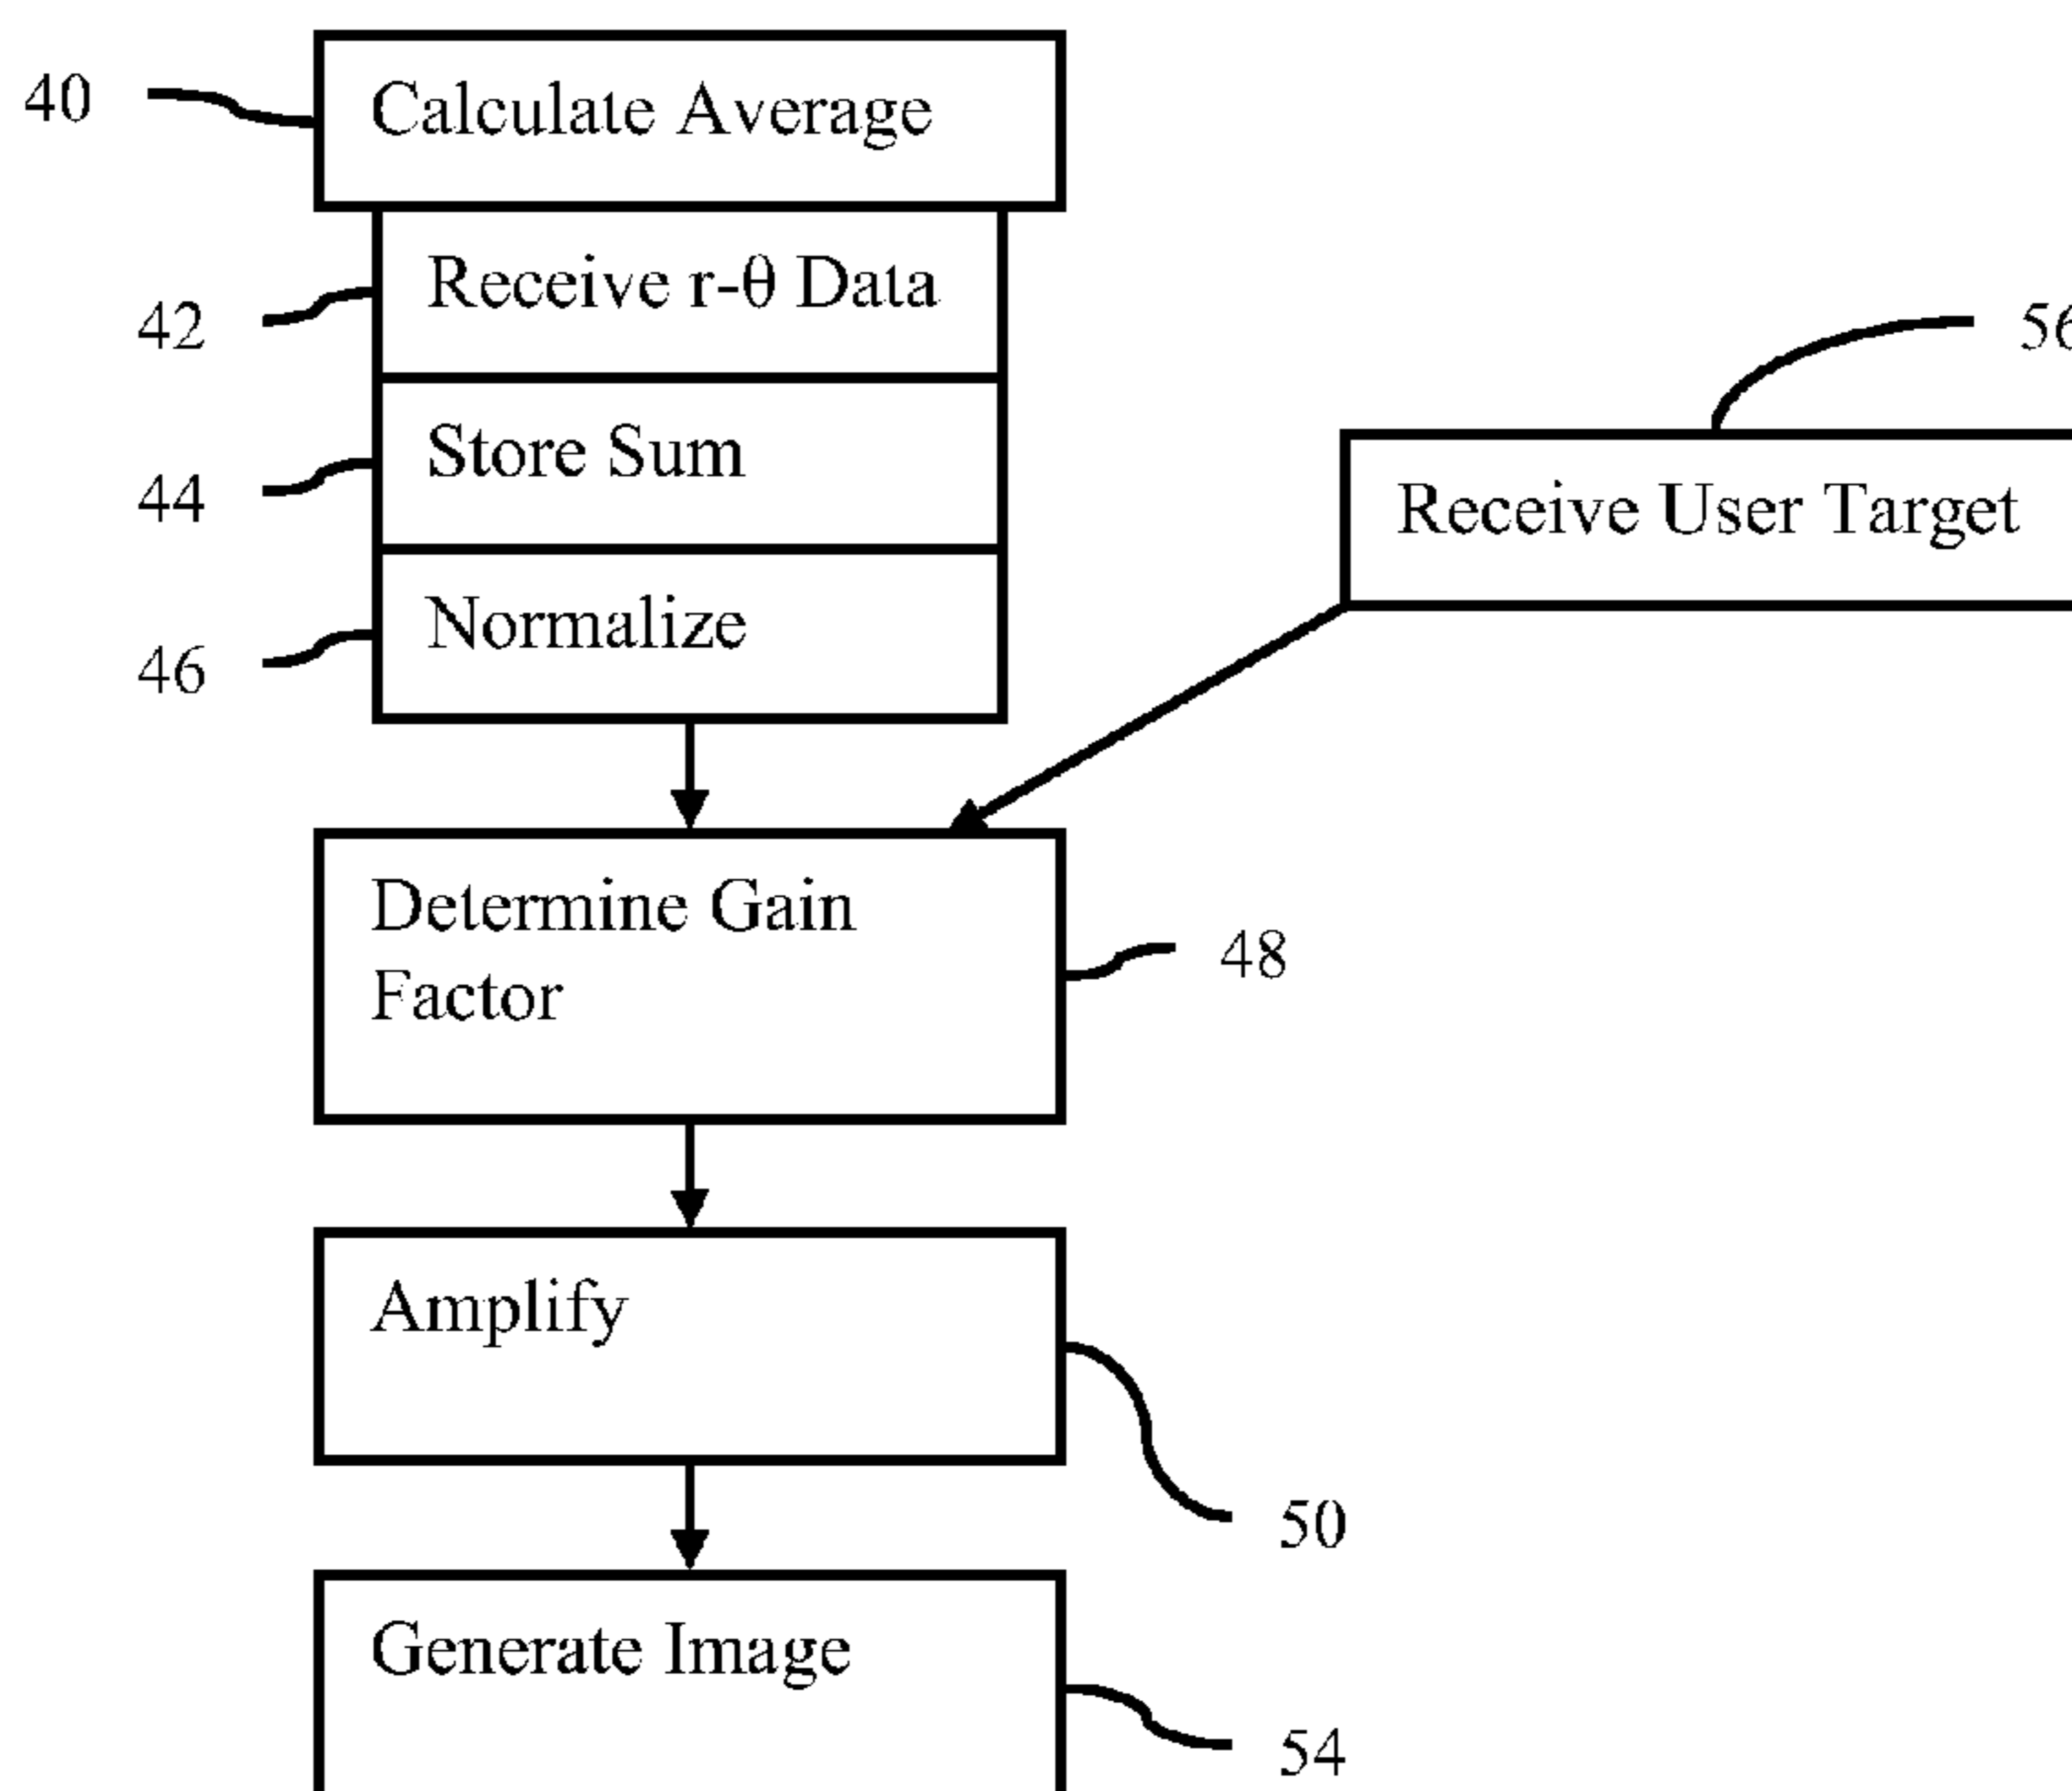 40
Calculate Average
Receive r-θ Data
42
56
Store Sum
44
Receive User Target
Normalize
46
Determine Gain
Factor
48
Amplify
50
Generate Image
54